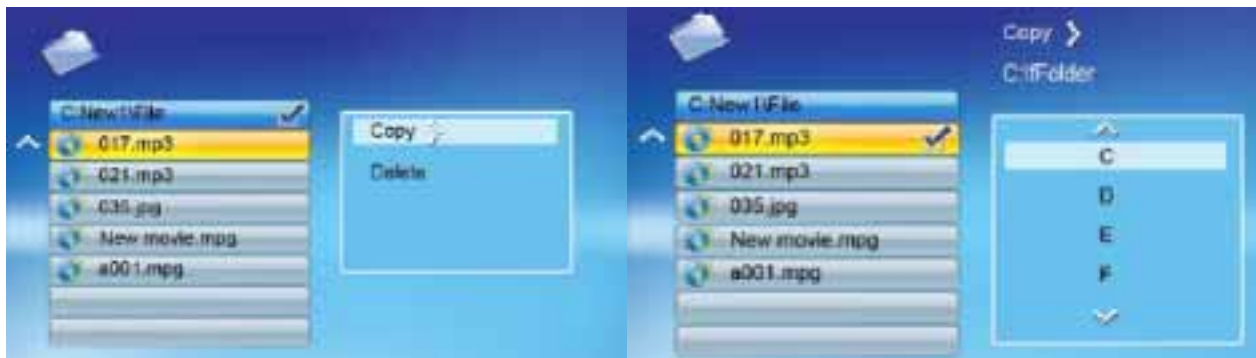 C:New1\File
017.mp3
021.mp3
035.jpg
New movie.mpg
a001.mpg
Copy
Delete
C:New1\File
017.mp3
021.mp3
035.jpg
New movie.mpg
a001.mpg
Copy
C:\fFolder
C
D
E
F